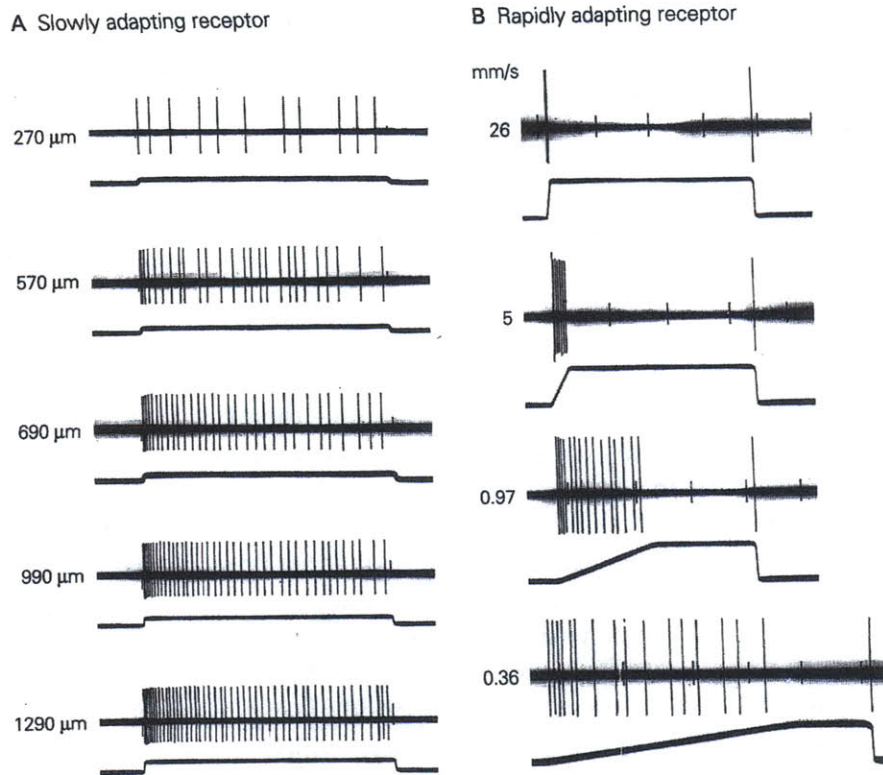 A Slowly adapting receptor
270 µm
570 µm
690 µm
990 µm
1290 µm
B Rapidly adapting receptor
mm/s
26
5
0.97
0.36